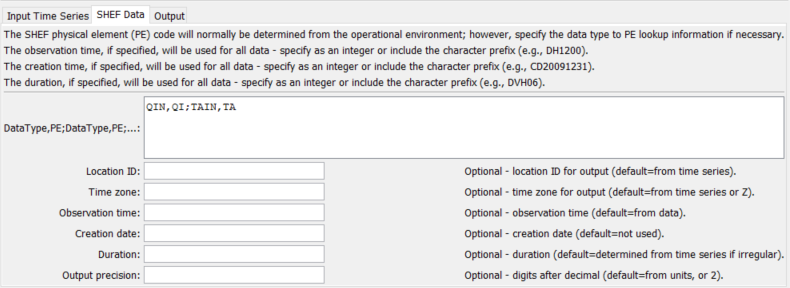 Input Time Series SHEF Data Output
The SHEF physical element (PE) code will normally be determined from the operational environment; however, specify the data type to PE lookup information if necessary.
The observation time, if specified, will be used for all data - specify as an integer or include the character prefix (e.g., DH1200).
The creation time, if specified, will be used for all data - specify as an integer or include the character prefix (e.g., CD20091231).
The duration, if specified, will be used for all data - specify as an integer or include the character prefix (e.g., DVH06).
DataType,PE;DataType,PE;...: QIN,QI;TAIN,TA
Location ID: Optional - location ID for output (default=from time series).
Time zone: Optional - time zone for output (default=from time series or Z).
Observation time: Optional - observation time (default=from data).
Creation date: Optional - creation date (default=not used).
Duration: Optional - duration (default=determined from time series if irregular).
Output precision: Optional - digits after decimal (default=from units, or 2).